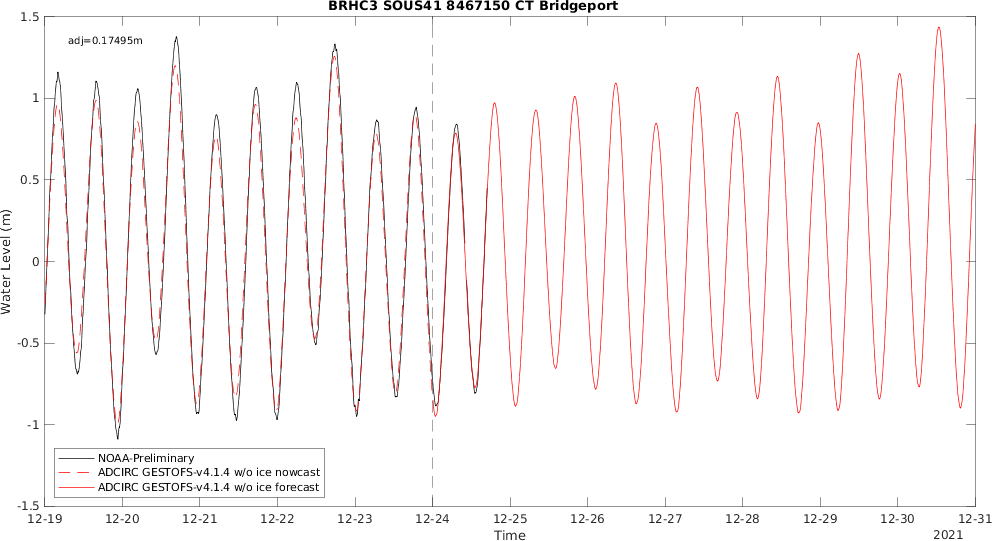 BRHC3 SOUS41 8467150 CT Bridgeport
adj=0.17495m
1.5
1
0.5
0
-0.5
-1
-1.5
Water Level (m)
NOAA-Preliminary
ADCIRC GESTOFS-v4.1.4 w/o ice nowcast
ADCIRC GESTOFS-v4.1.4 w/o ice forecast
12-19 12-20 12-21 12-22 12-23 12-24 12-25 12-26 12-27 12-28 12-29 12-30 12-31
Time
2021